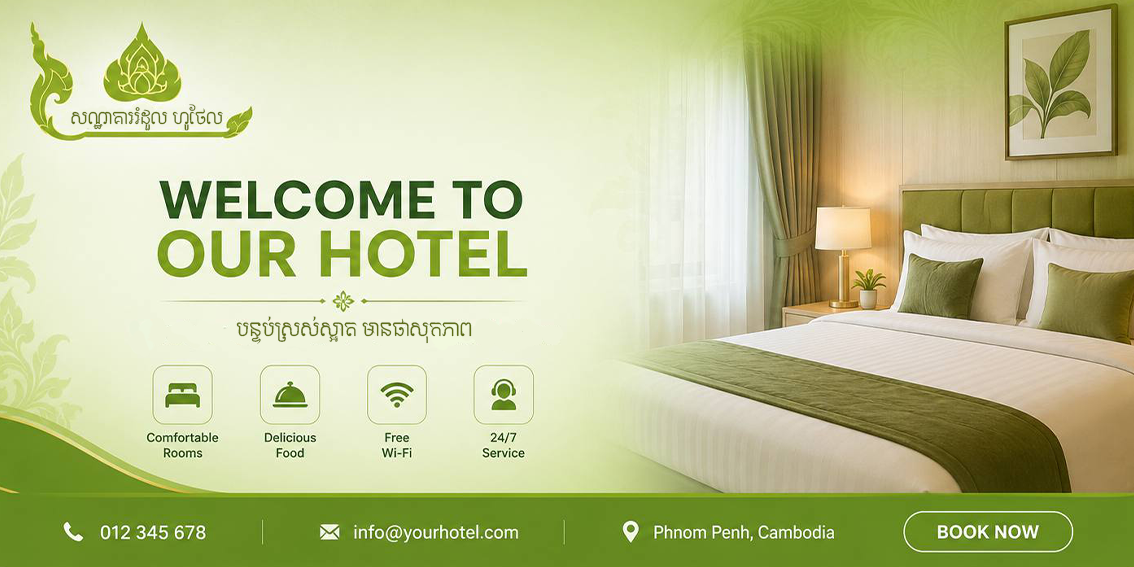 សណ្ឋាគាររំដួល ហូថែល
WELCOME TO
OUR HOTEL
បន្ទប់ស្រស់ស្អាត មានផាសុកភាព
Comfortable Rooms
Delicious Food
Free Wi-Fi
24/7 Service
012 345 678
info@yourhotel.com
Phnom Penh, Cambodia
BOOK NOW